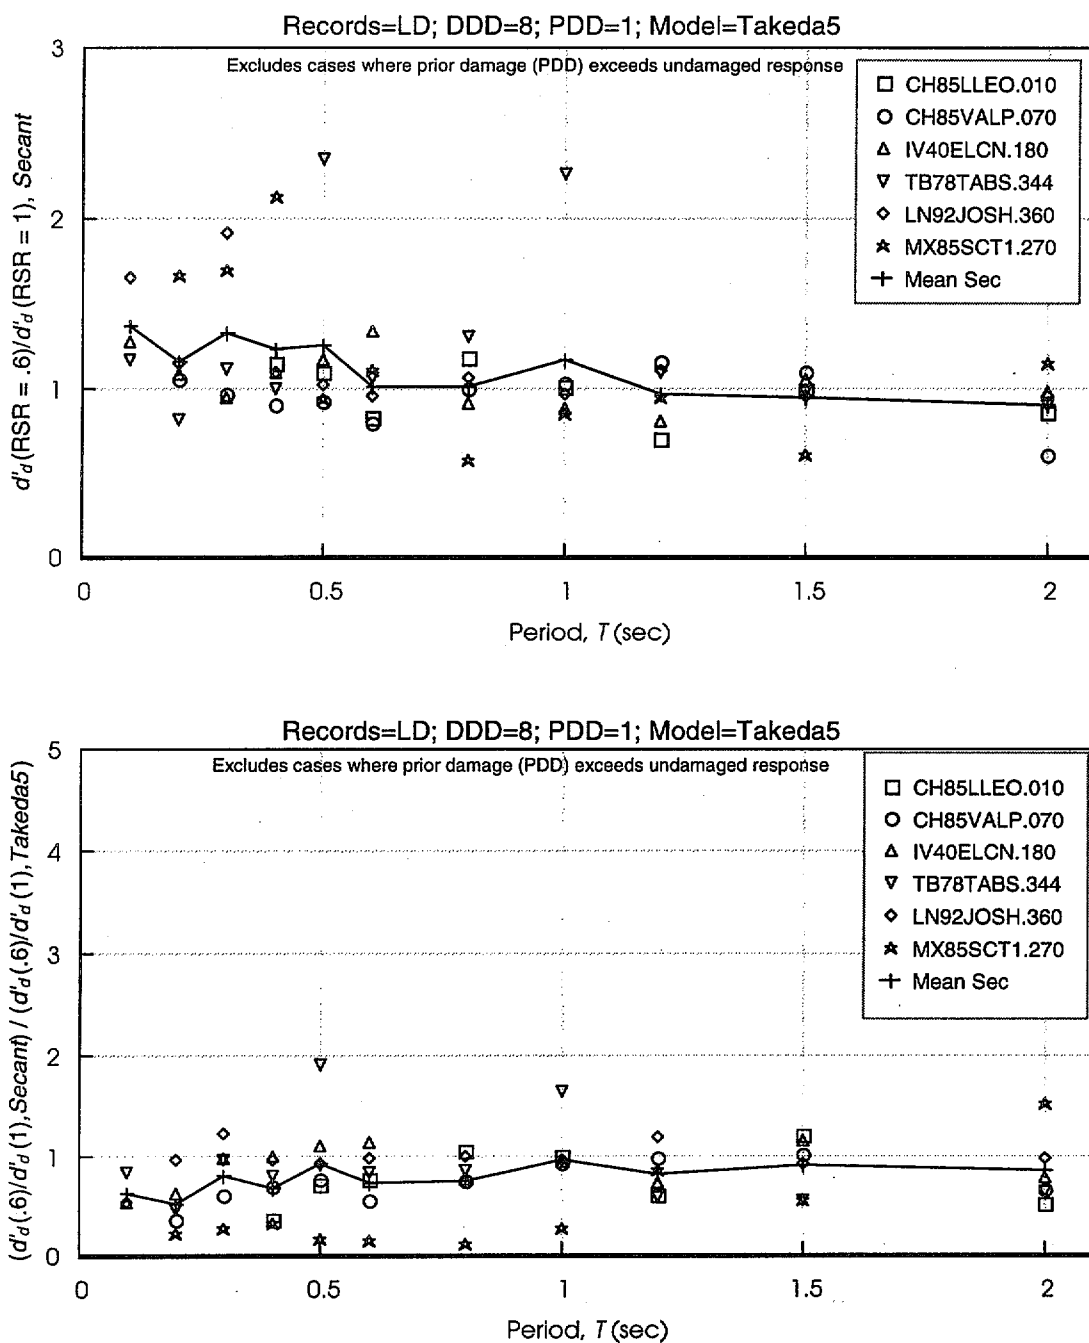 Records=LD; DDD=8; PDD=1; Model=Takeda5
Excludes cases where prior damage (PDD) exceeds undamaged response
CH85LLEO.010
CH85VALP.070
IV40ELCN.180
TB78TABS.344
LN92JOSH.360
MX85SCT1.270
Mean Sec
3
2
1
0
d'd(RSR = .6)/d'd(RSR = 1), Secant
0 0.5 1 1.5 2
Period, T(sec)
Records=LD; DDD=8; PDD=1; Model=Takeda5
Excludes cases where prior damage (PDD) exceeds undamaged response
CH85LLEO.010
CH85VALP.070
IV40ELCN.180
TB78TABS.344
LN92JOSH.360
MX85SCT1.270
Mean Sec
5
4
3
2
1
0
(d'd(.6)/d'd(1),Secant) / (d'd(.6)/d'd(1),Takeda5)
0 0.5 1 1.5 2
Period, T(sec)